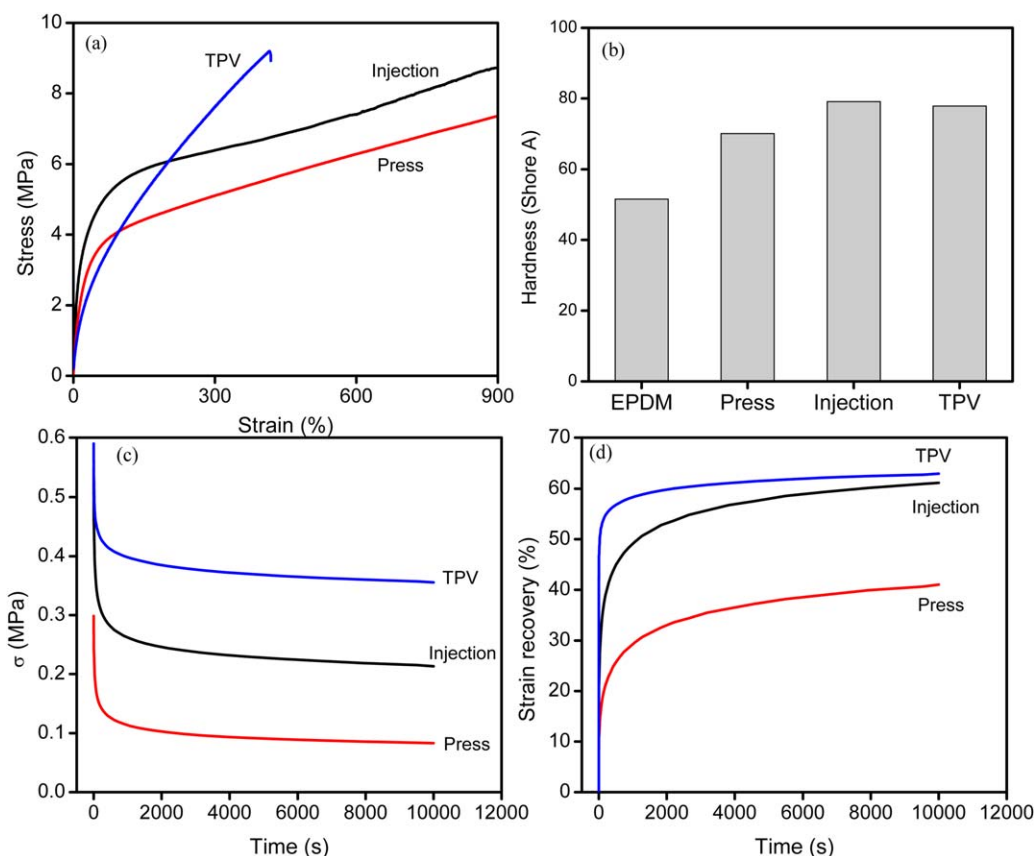 (a)
TPV
Injection
Press
Stress (MPa)
10
8
6
4
2
0
0 300 600 900
Strain (%)
(b)
Hardness (Shore A)
100
80
60
40
20
0
EPDM Press Injection TPV
(c)
TPV
Injection
Press
σ (MPa)
0.6
0.5
0.4
0.3
0.2
0.1
0.0
0 2000 4000 6000 8000 10000 12000
Time (s)
(d)
TPV
Injection
Press
Strain recovery (%)
70
60
50
40
30
20
10
0
0 2000 4000 6000 8000 10000 12000
Time (s)